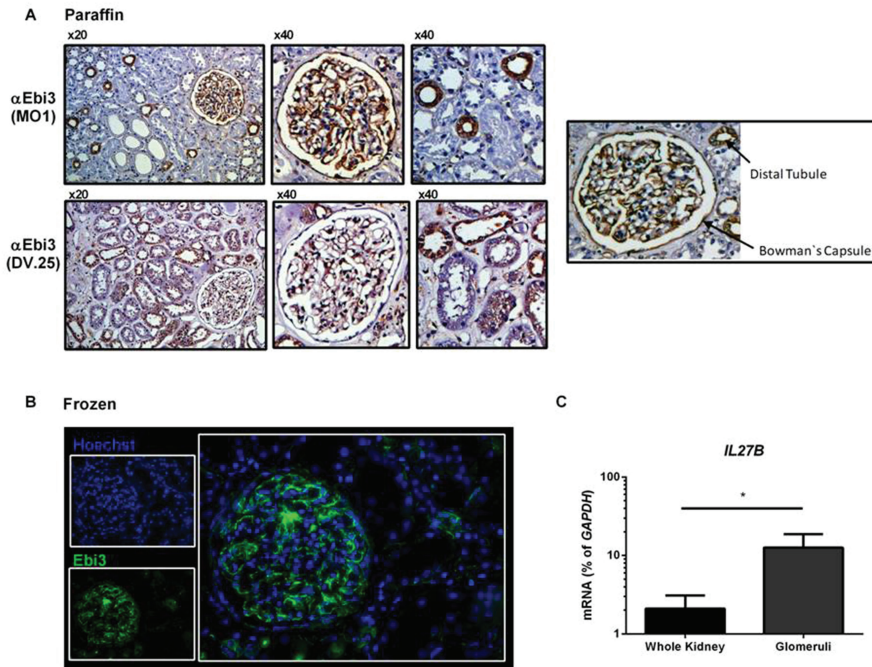 A Paraffin
x20 x40 x40
αEbi3
(MO1)
Distal Tubule
Bowman`s Capsule
x20 x40 x40
αEbi3
(DV.25)
B Frozen
Hoechst
Ebi3
C
IL27B
*
mRNA (% of GAPDH)
100
10
1
Whole Kidney Glomeruli